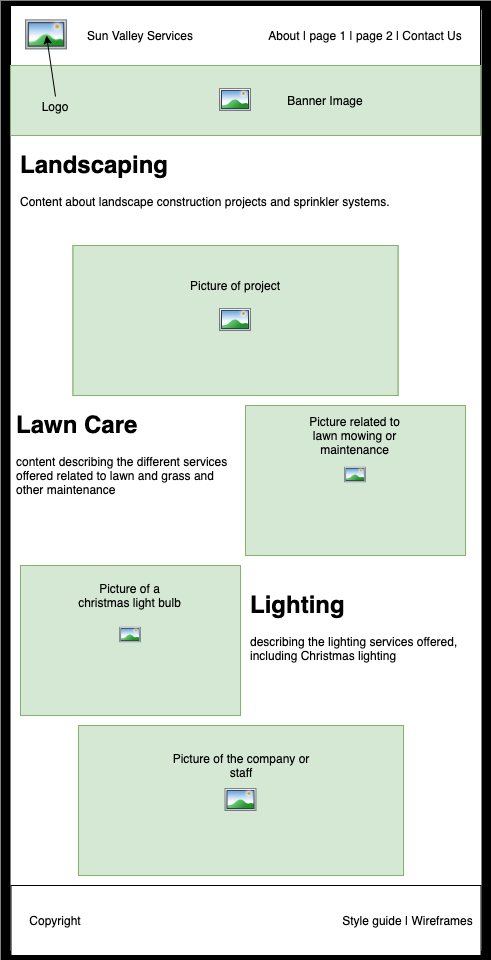 Sun Valley Services
About | page 1 | page 2 | Contact Us
Logo
Banner Image
Landscaping
Content about landscape construction projects and sprinkler systems.
Picture of project
Lawn Care
content describing the different services
offered related to lawn and grass and
other maintenance
Picture related to
lawn mowing or
maintenance
Picture of a
christmas light bulb
Lighting
describing the lighting services offered,
including Christmas lighting
Picture of the company or
staff
Copyright
Style guide | Wireframes